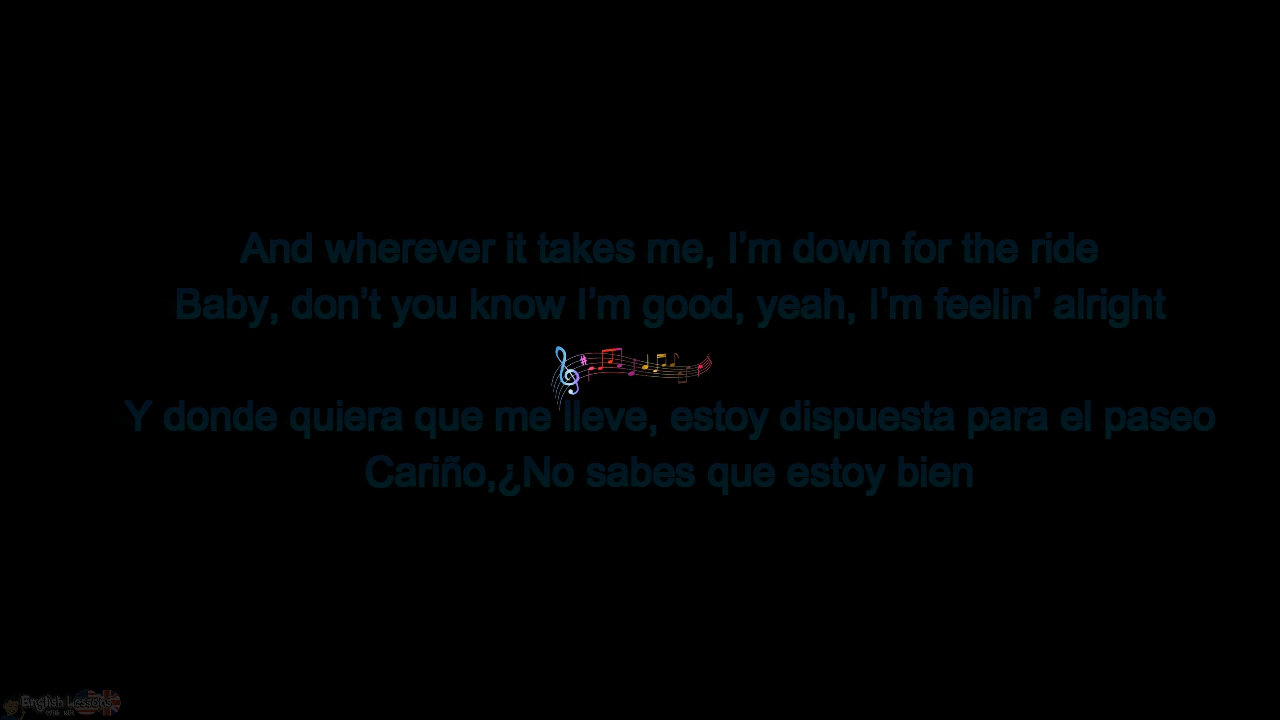 And wherever it takes me, I'm down for the ride
Baby, don't you know I'm good, yeah, I'm feelin' alright
Y donde quiera que me lleve, estoy dispuesta para el paseo
Cariño,¿No sabes que estoy bien
English Lessons